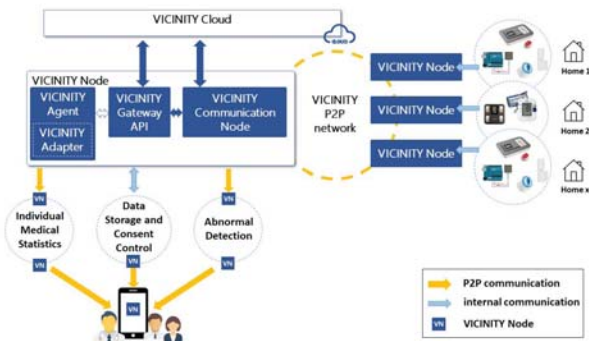 VICINITY Cloud
CLOUD
VICINITY Node
VICINITY
Agent
VICINITY
Adapter
VICINITY
Gateway
API
VICINITY
Communication
Node
VICINITY
P2P
network
VICINITY Node
Home 1
VICINITY Node
Home 2
VICINITY Node
Home x
VN
VN
Individual
Medical
Statistics
Data
Storage and
Consent
Control
Abnormal
Detection
VN
VN
VN
VN
P2P communication
internal communication
VN
VICINITY Node